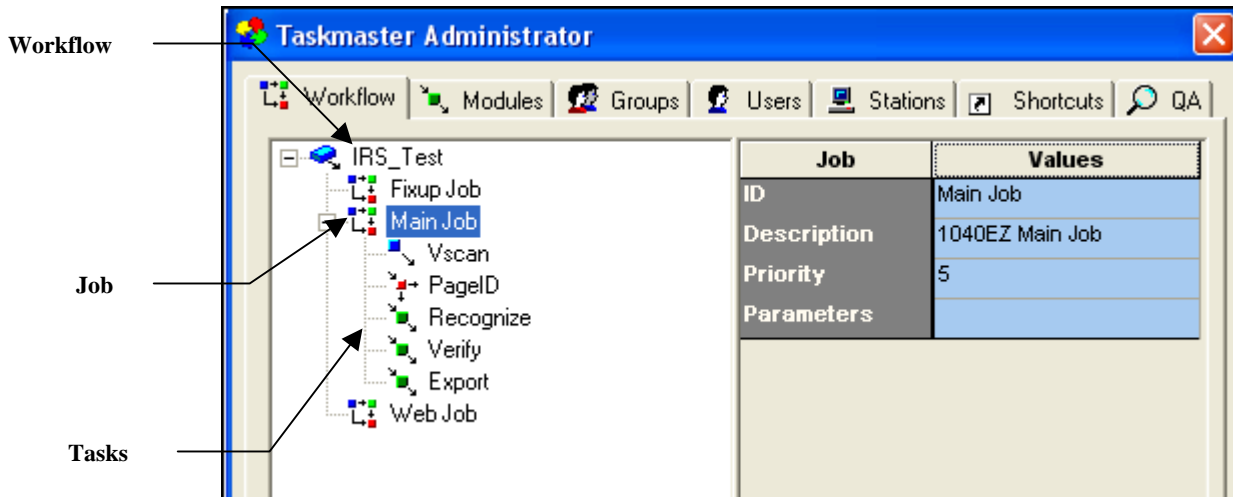 Taskmaster Administrator
Workflow
Workflow Modules Groups Users Stations Shortcuts QA
IRS_Test
Job Values
Fixup Job
ID Main Job
Main Job
Description 1040EZ Main Job
Vscan
Job
PageID
Priority 5
Recognize
Parameters
Verify
Export
Web Job
Tasks